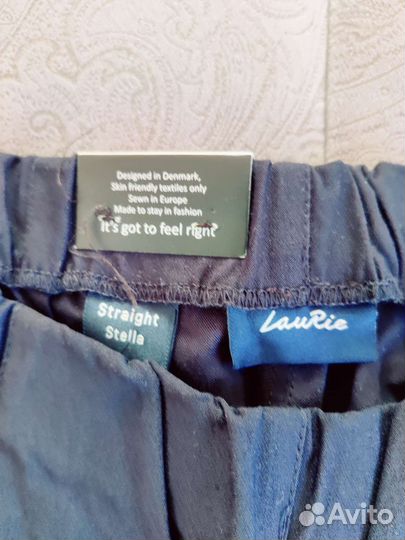 Designed in Denmark,
Skin friendly textiles only
Sewn in Europe
Made to stay in fashion
It's got to feel right
Straight
Stella
LauRie
Avito